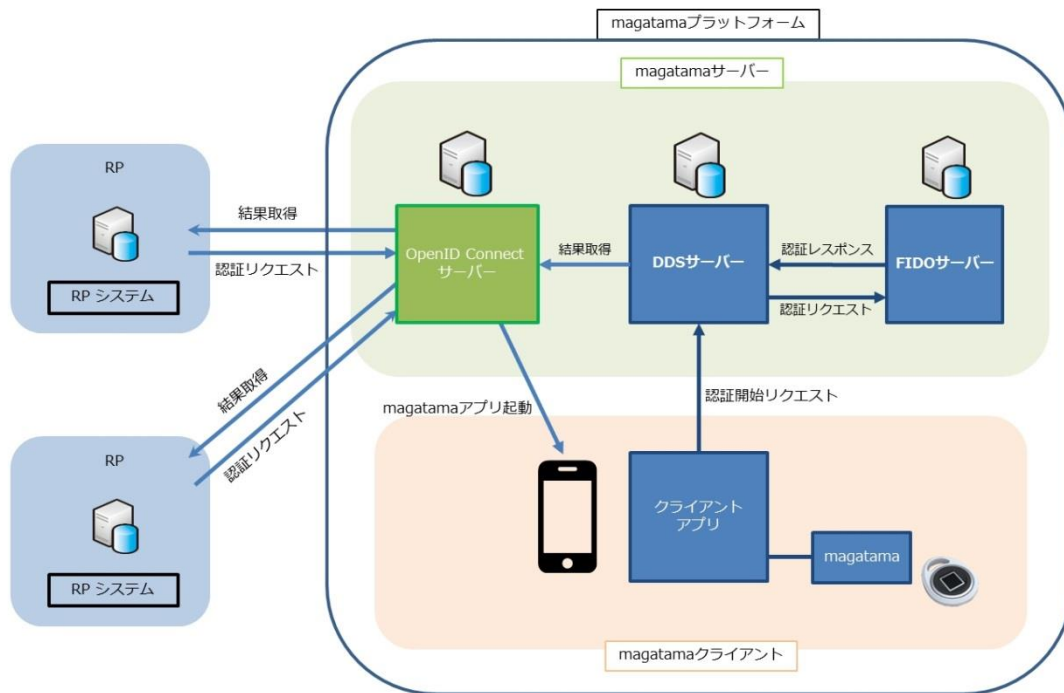 magatamaプラットフォーム
magatamaサーバー
RP
結果取得
認証リクエスト
RP システム
OpenID Connect
サーバー
結果取得
DDSサーバー
認証レスポンス
認証リクエスト
FIDOサーバー
結果取得
認証リクエスト
magatamaアプリ起動
認証開始リクエスト
RP
RP システム
クライアント
アプリ
magatama
magatamaクライアント